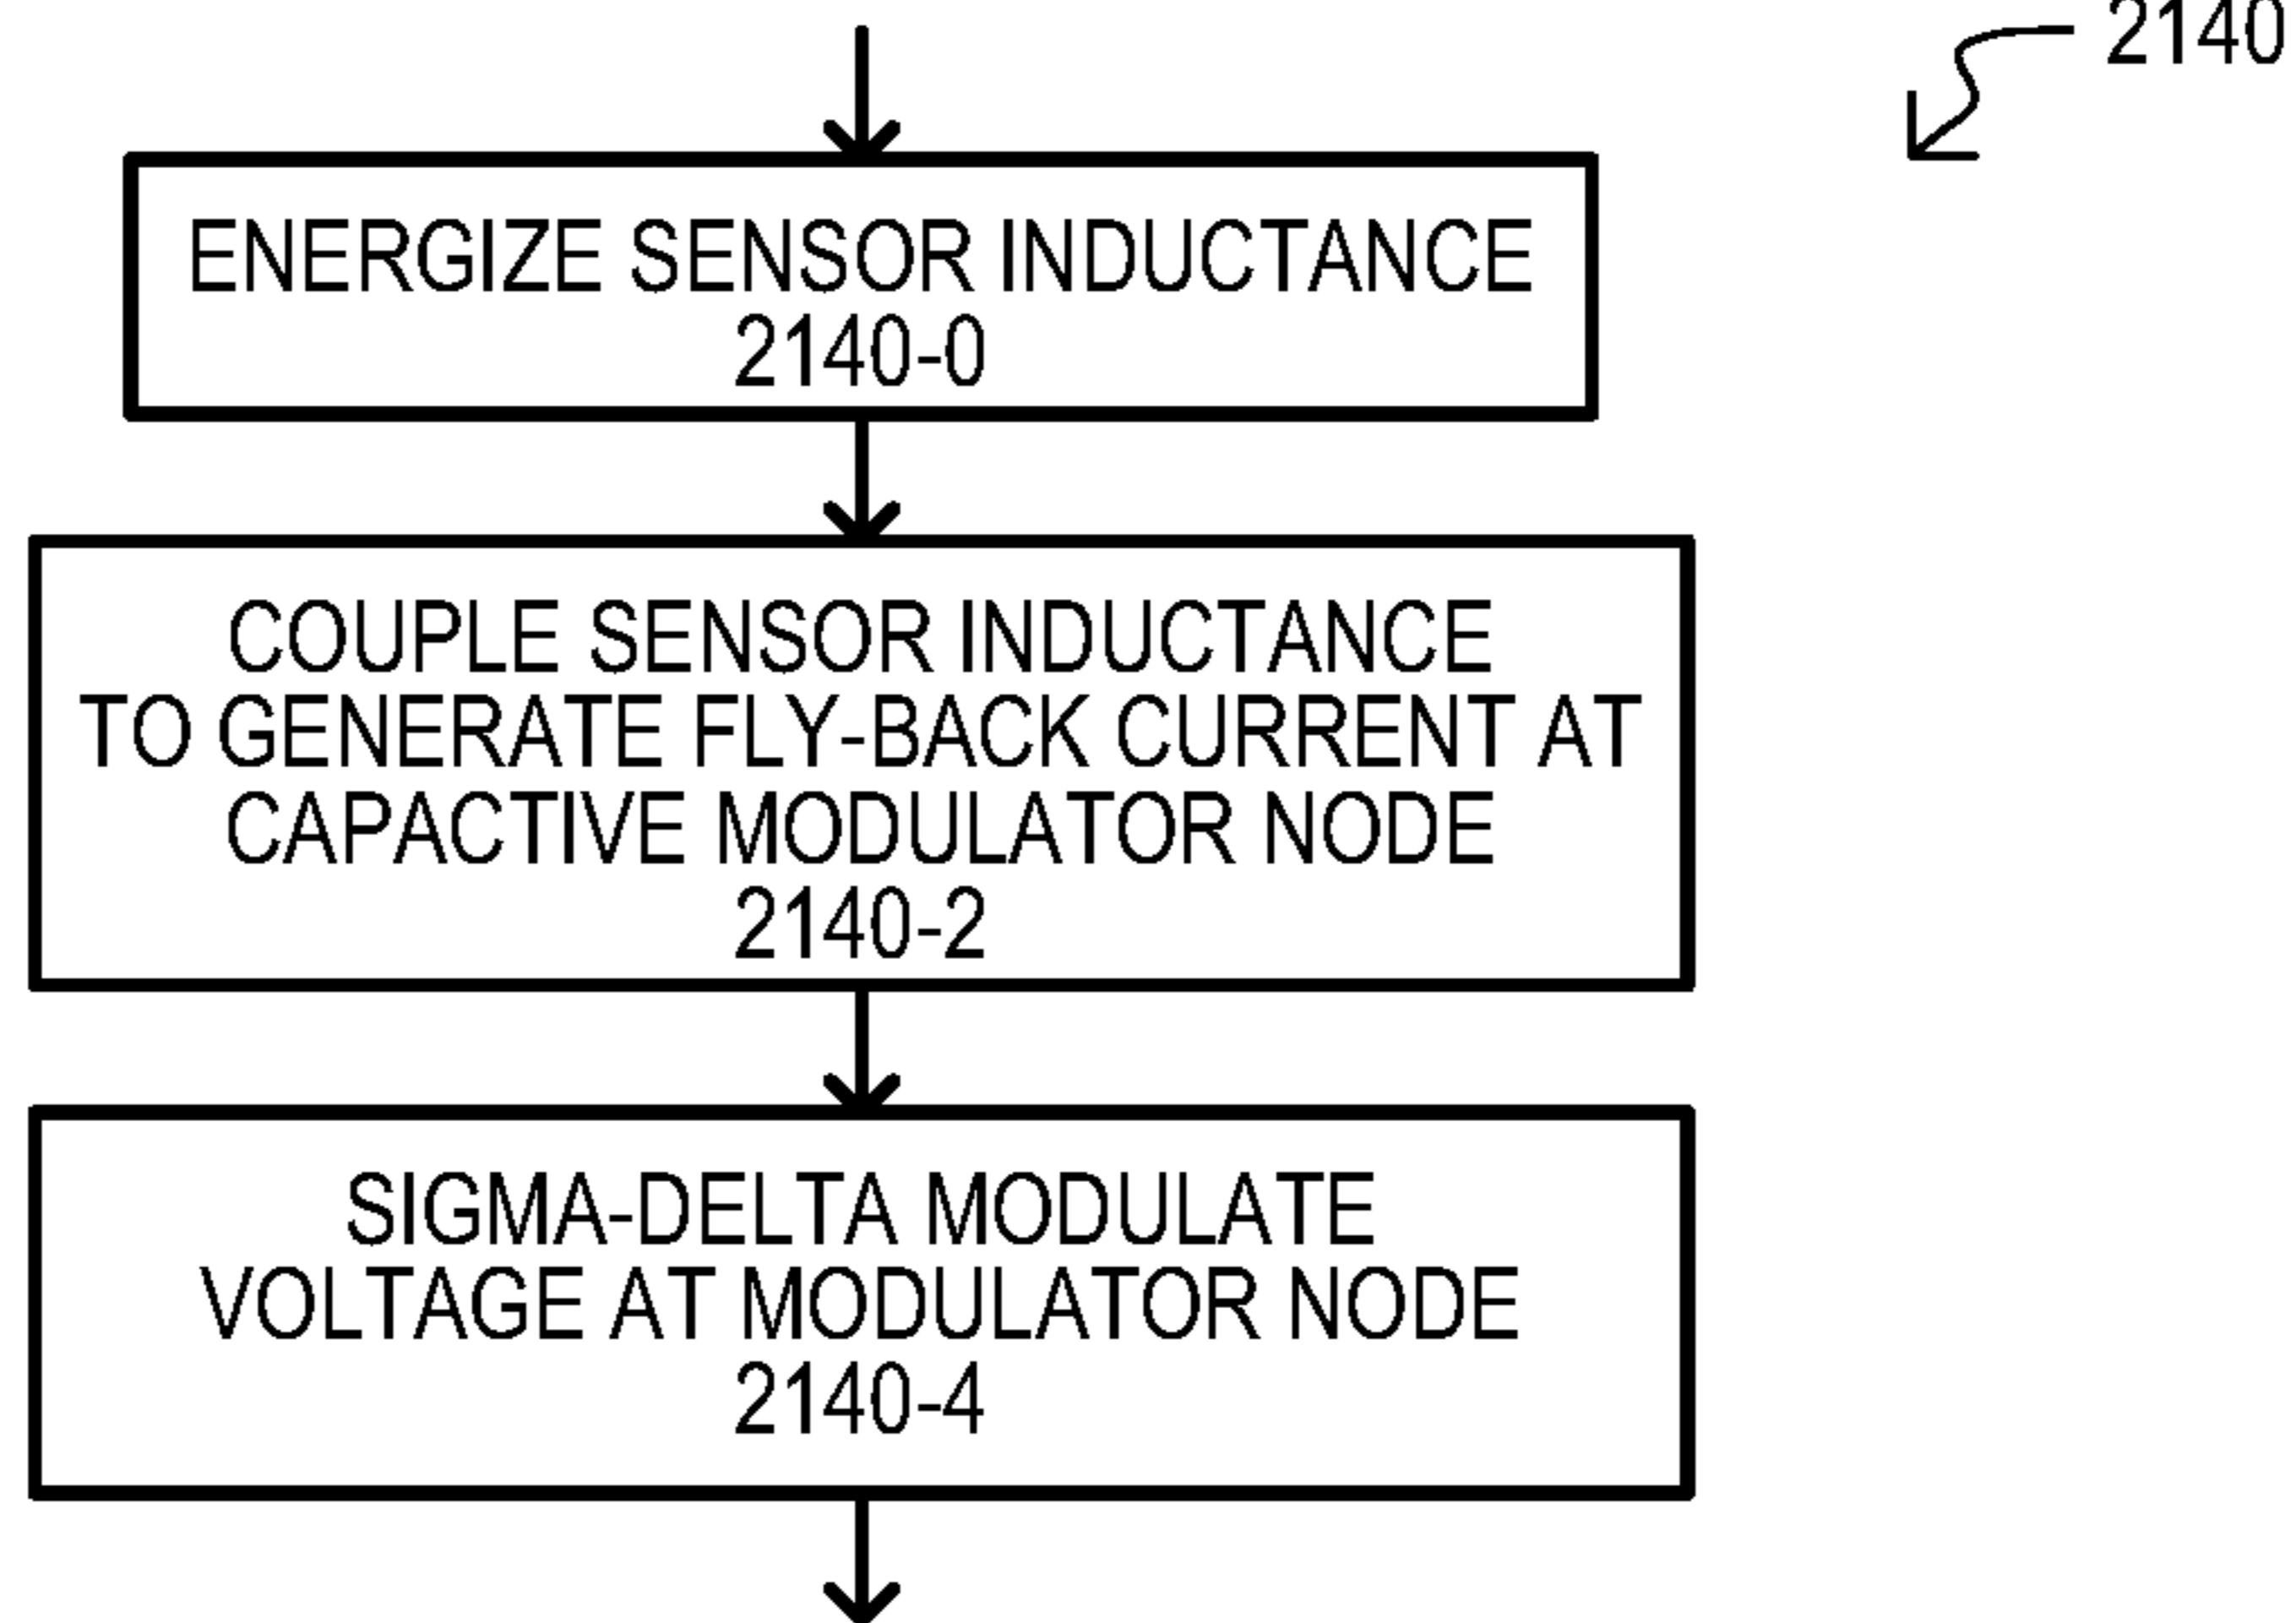 2140
ENERGIZE SENSOR INDUCTANCE
2140-0
COUPLE SENSOR INDUCTANCE
TO GENERATE FLY-BACK CURRENT AT
CAPACTIVE MODULATOR NODE
2140-2
SIGMA-DELTA MODULATE
VOLTAGE AT MODULATOR NODE
2140-4